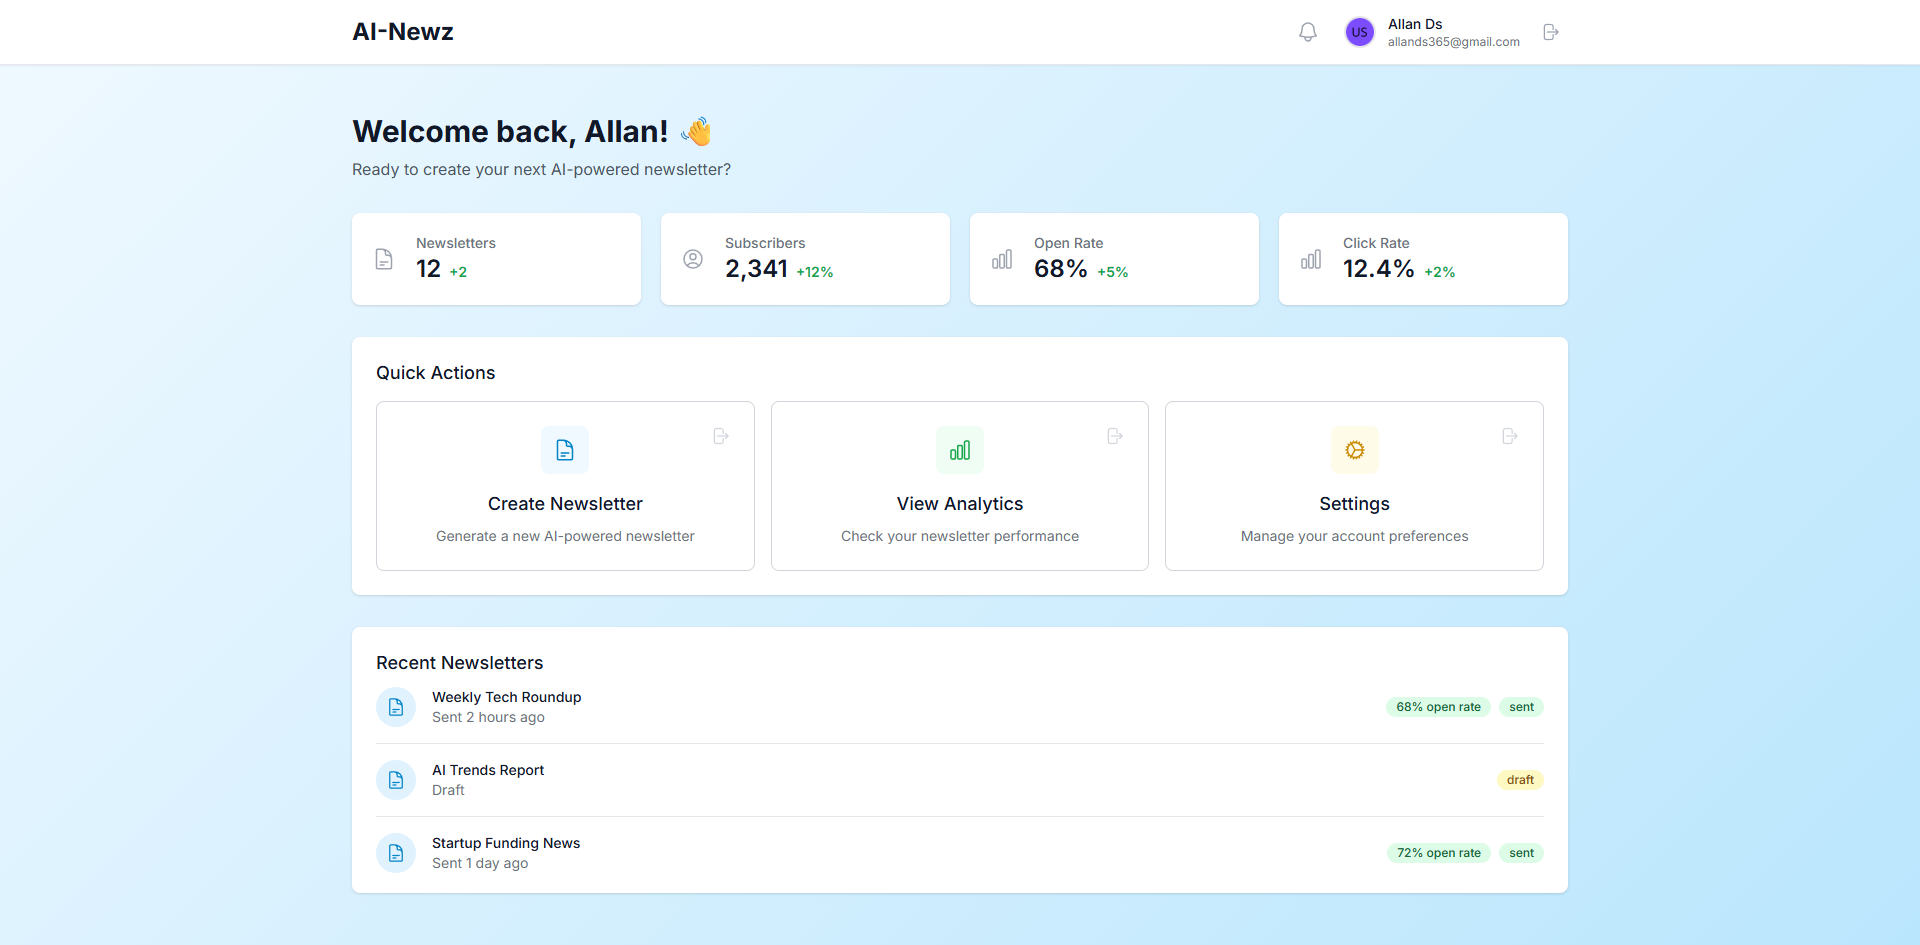 AI-Newz
US
Allan Ds
allands365@gmail.com
Welcome back, Allan! 👋
Ready to create your next AI-powered newsletter?
Newsletters
12 +2
Subscribers
2,341 +12%
Open Rate
68% +5%
Click Rate
12.4% +2%
Quick Actions
Create Newsletter
Generate a new AI-powered newsletter
View Analytics
Check your newsletter performance
Settings
Manage your account preferences
Recent Newsletters
Weekly Tech Roundup
Sent 2 hours ago
68% open rate sent
AI Trends Report
Draft
draft
Startup Funding News
Sent 1 day ago
72% open rate sent